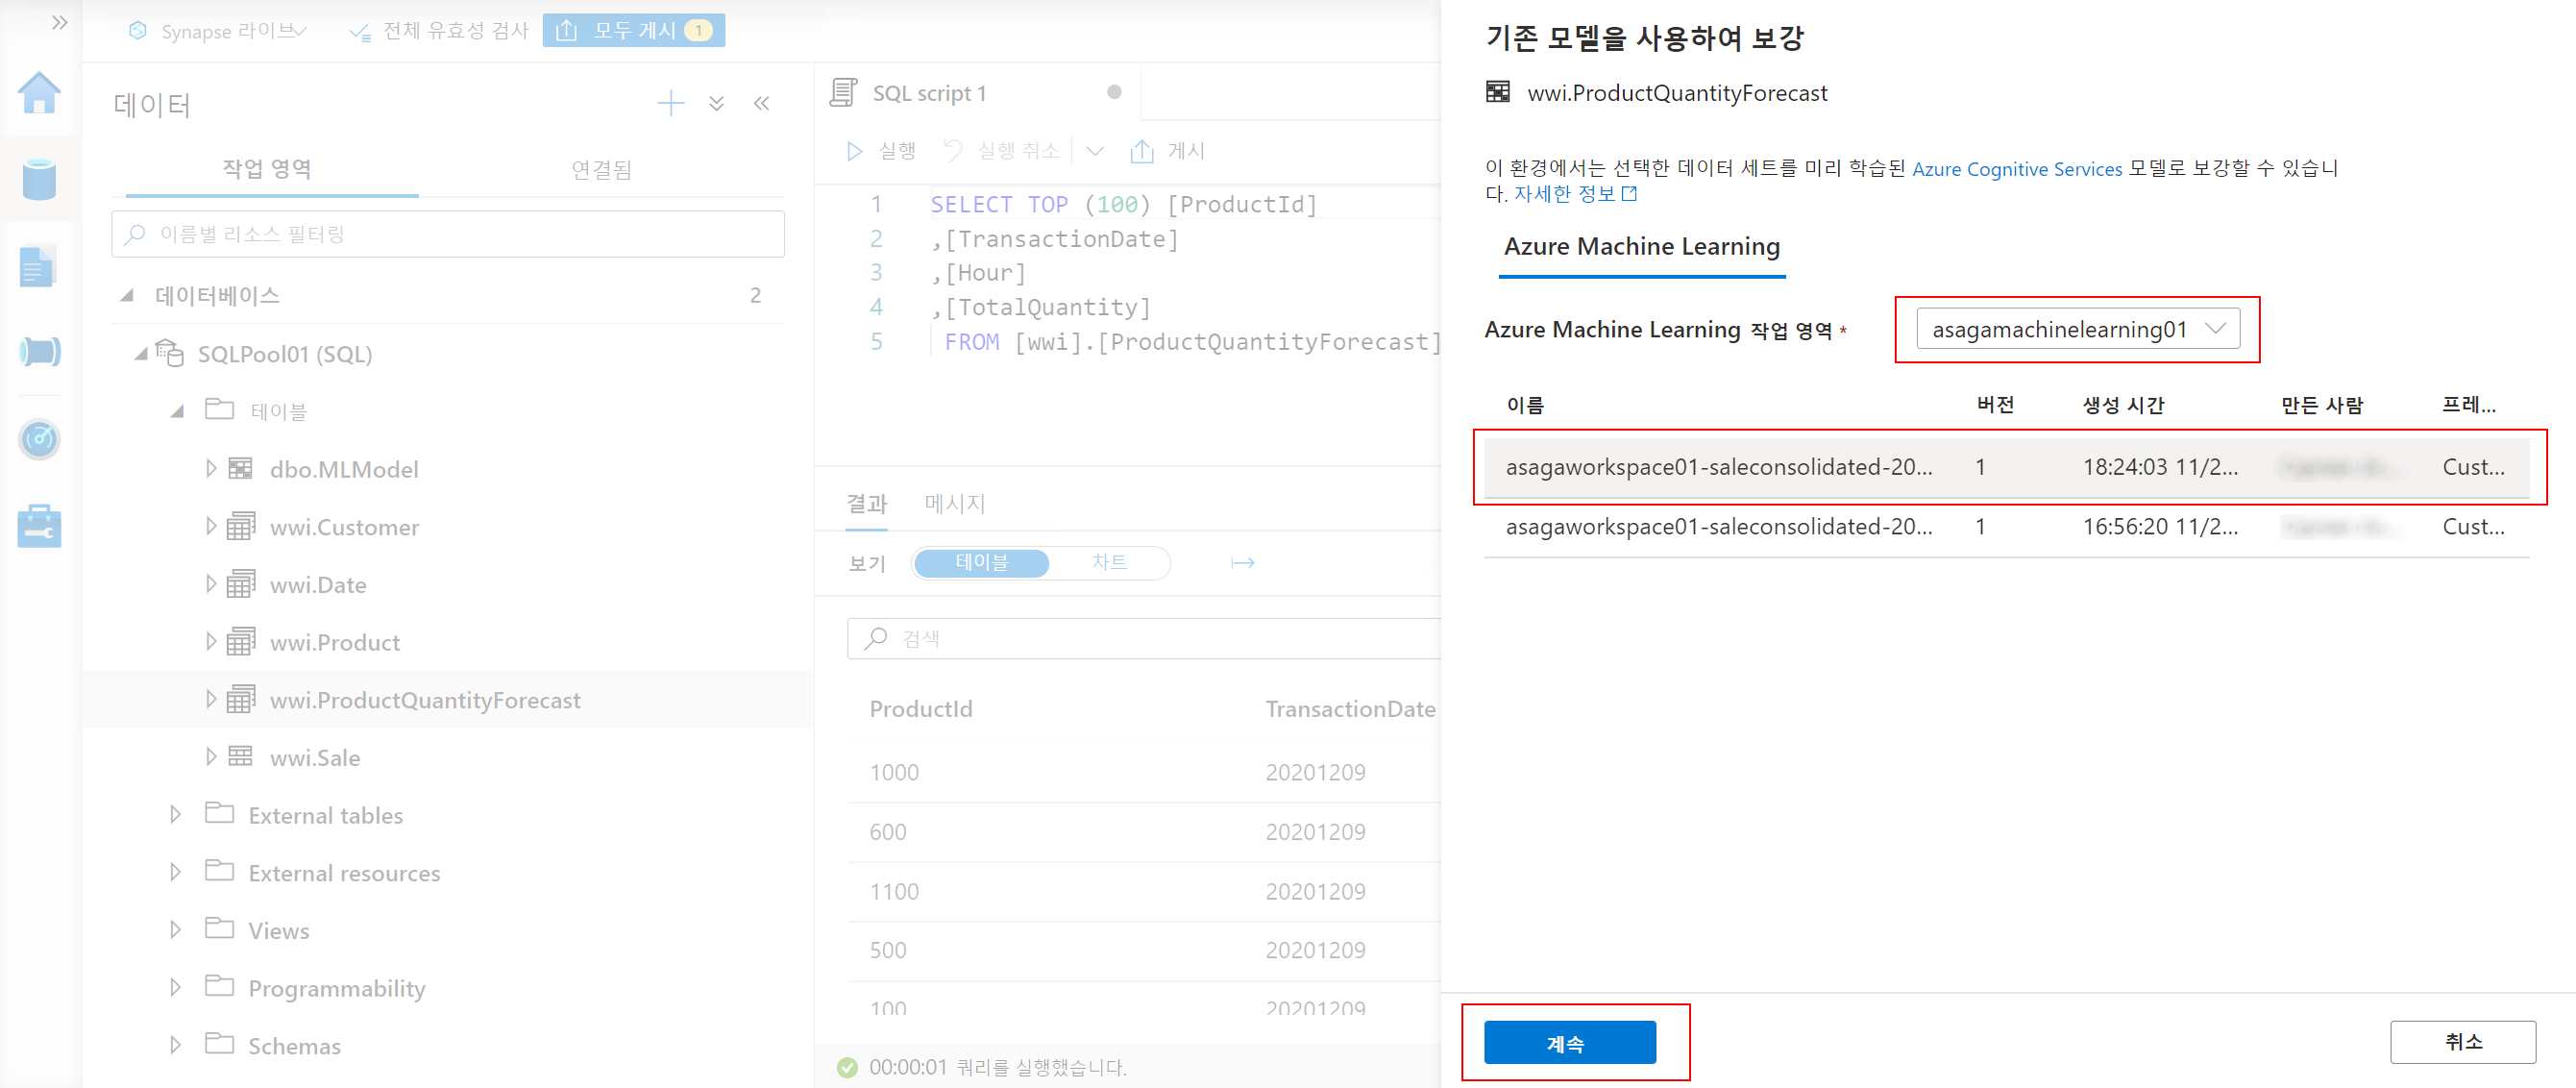 Synapse 라이브
전체 유효성 검사
모두 게시 1
데이터
작업 영역
연결됨
이름별 리소스 필터링
데이터베이스 2
SQLPool01 (SQL)
테이블
dbo.MLModel
wwi.Customer
wwi.Date
wwi.Product
wwi.ProductQuantityForecast
wwi.Sale
External tables
External resources
Views
Programmability
Schemas
SQL script 1
실행
실행 취소
게시
1 SELECT TOP (100) [ProductId]
2 ,[TransactionDate]
3 ,[Hour]
4 ,[TotalQuantity]
5 FROM [wwi].[ProductQuantityForecast]
결과
메시지
보기
테이블
차트
검색
ProductId TransactionDate
1000 20201209
600 20201209
1100 20201209
500 20201209
100 20201209
00:00:01 쿼리를 실행했습니다.
기존 모델을 사용하여 보강
wwi.ProductQuantityForecast
이 환경에서는 선택한 데이터 세트를 미리 학습된 Azure Cognitive Services 모델로 보강할 수 있습니
다. 자세한 정보
Azure Machine Learning
Azure Machine Learning 작업 영역 *
asagamachinelearning01
이름 버전 생성 시간 만든 사람 프레...
asagaworkspace01-saleconsolidated-20... 1 18:24:03 11/2... Cust...
asagaworkspace01-saleconsolidated-20... 1 16:56:20 11/2... Cust...
계속
취소